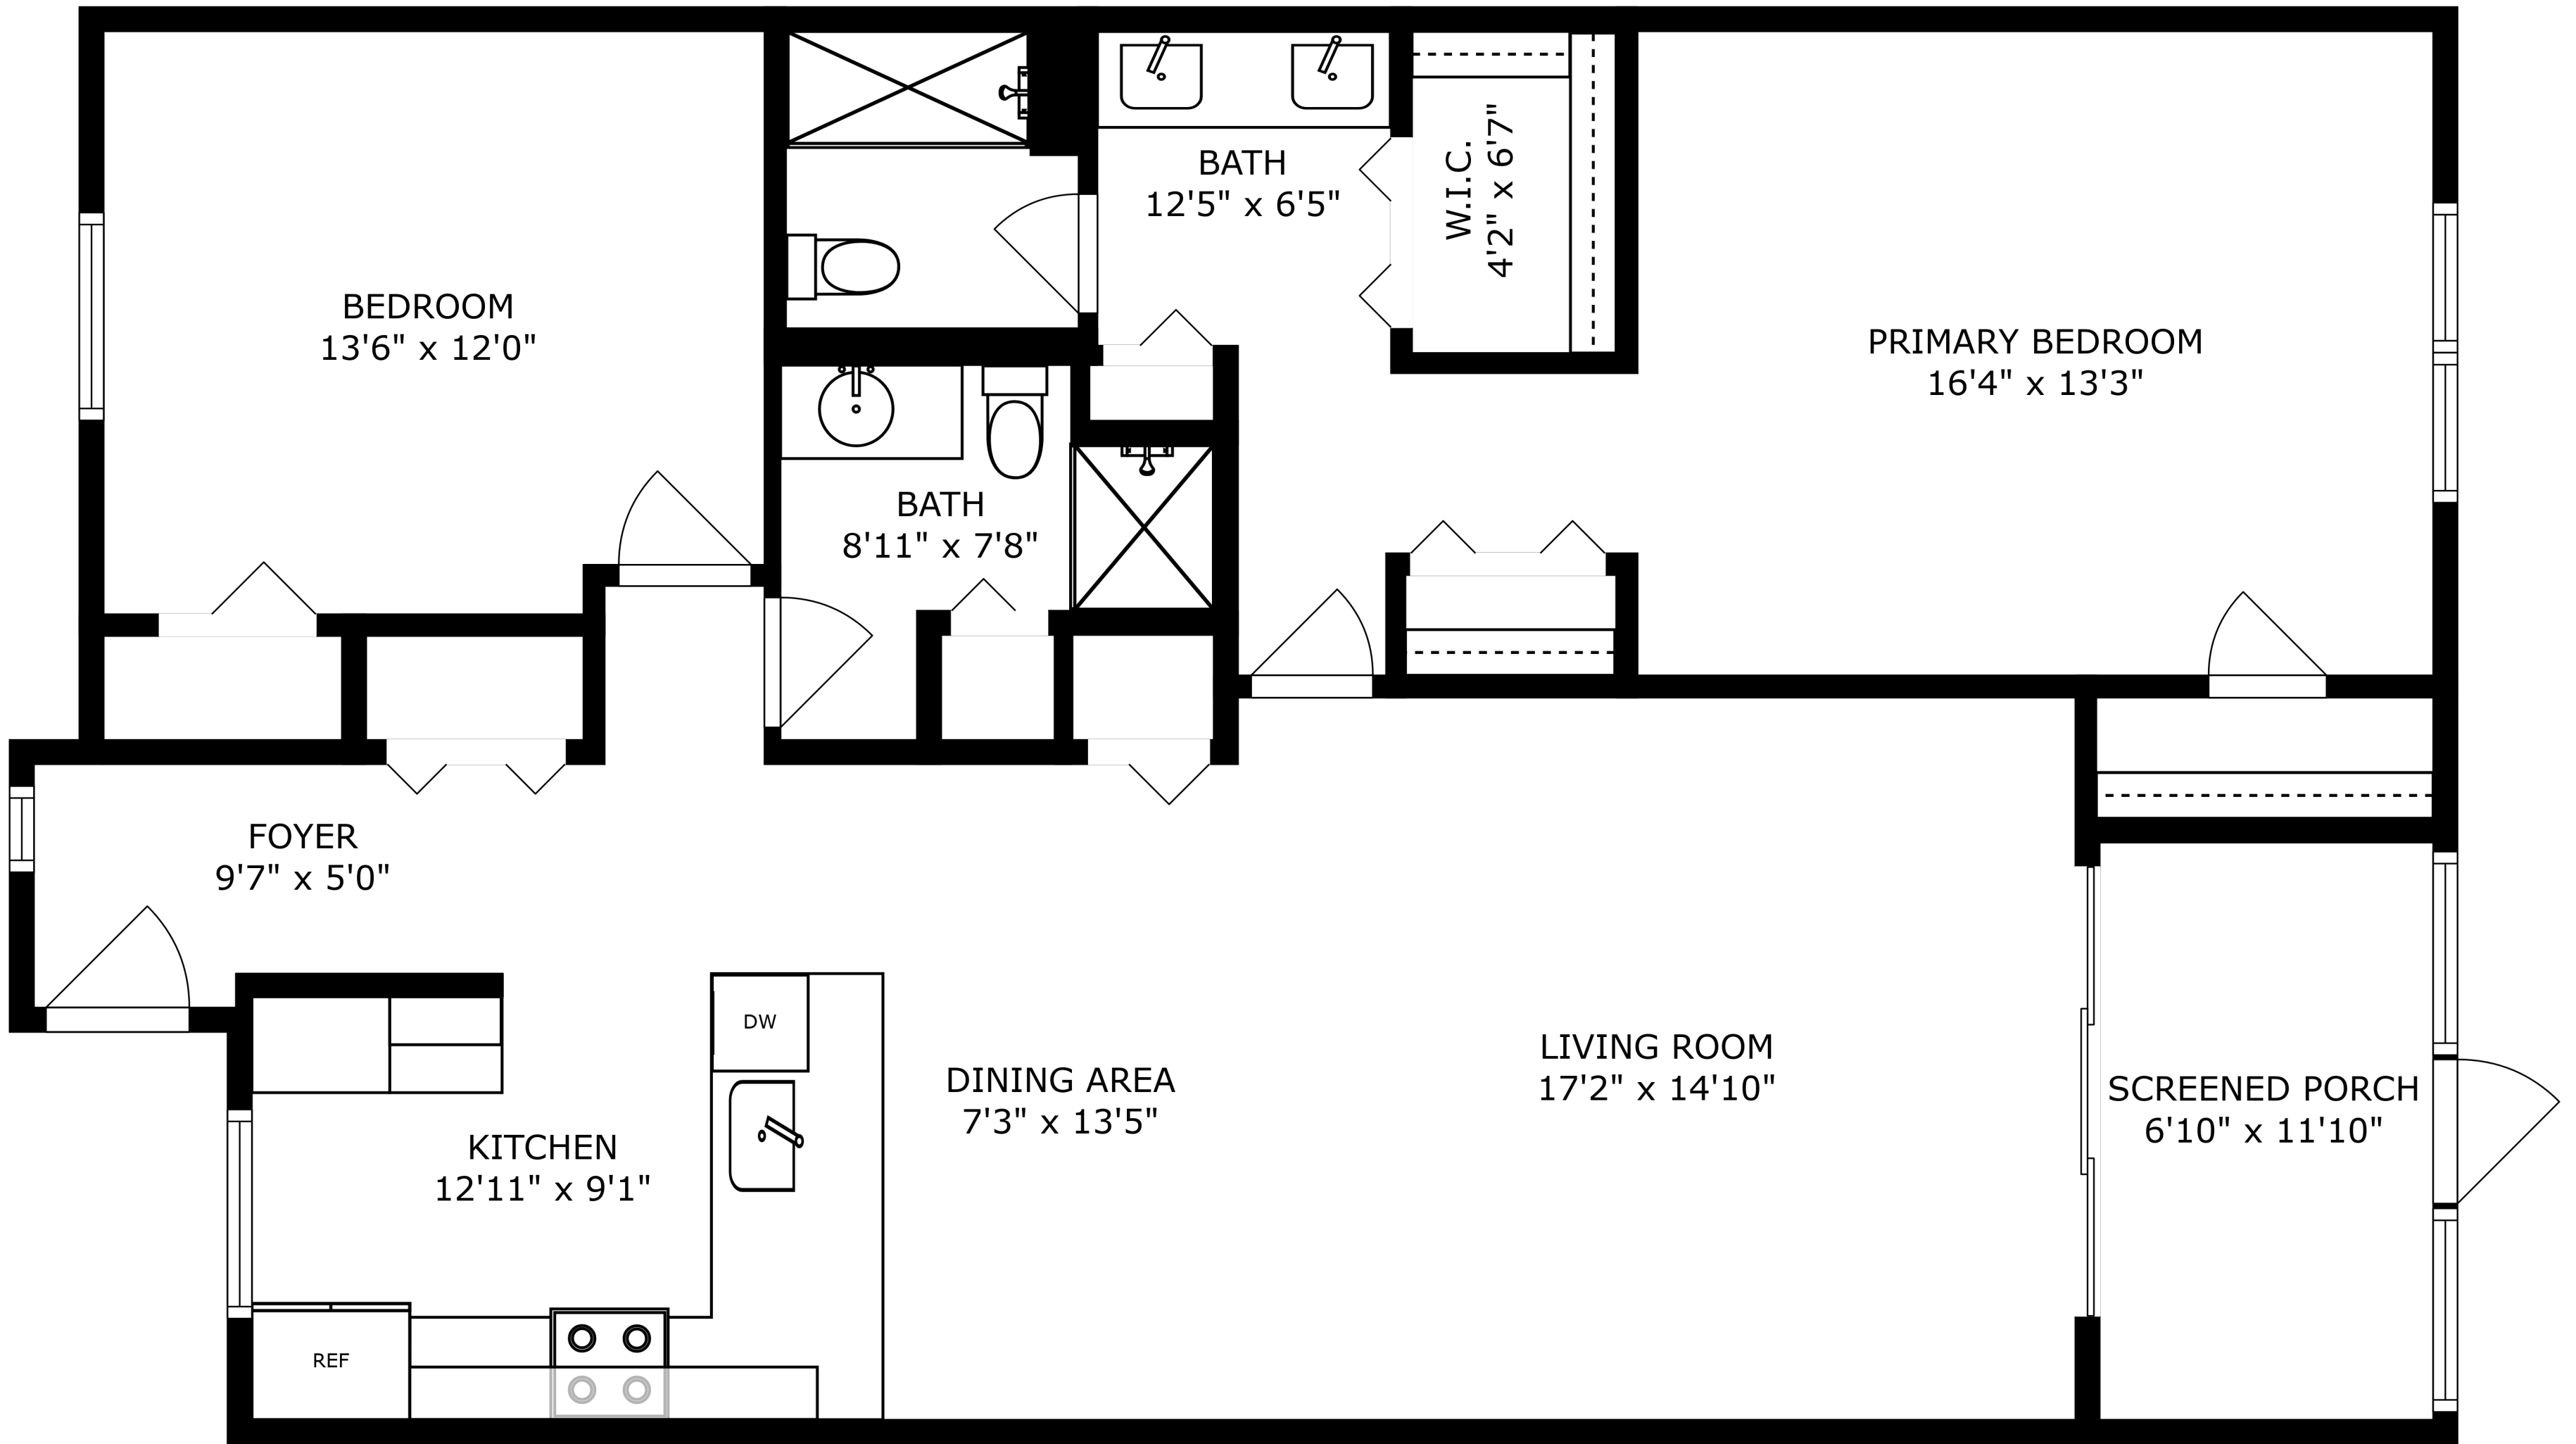 BATH
12'5" x 6'5"
W.I.C.
4'2" x 6'7"
BEDROOM
13'6" x 12'0"
PRIMARY BEDROOM
16'4" x 13'3"
BATH
8'11" x 7'8"
FOYER
9'7" x 5'0"
DW
DINING AREA
7'3" x 13'5"
LIVING ROOM
17'2" x 14'10"
SCREENED PORCH
6'10" x 11'10"
KITCHEN
12'11" x 9'1"
REF